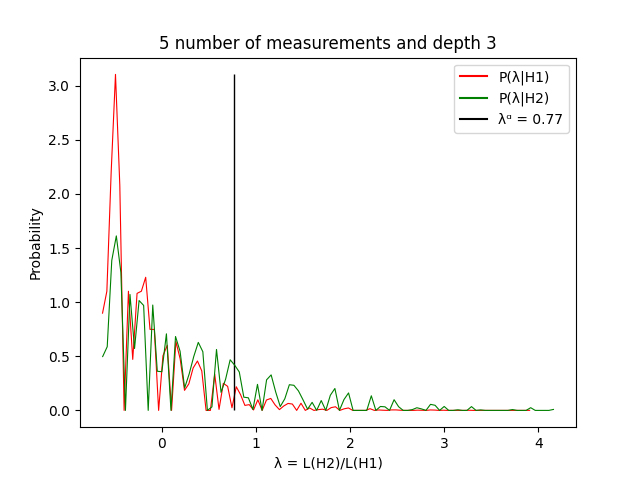 5 number of measurements and depth 3
P(λ|H1)
P(λ|H2)
λᵅ = 0.77
Probability
3.0
2.5
2.0
1.5
1.0
0.5
0.0
0 1 2 3 4
λ = L(H2)/L(H1)